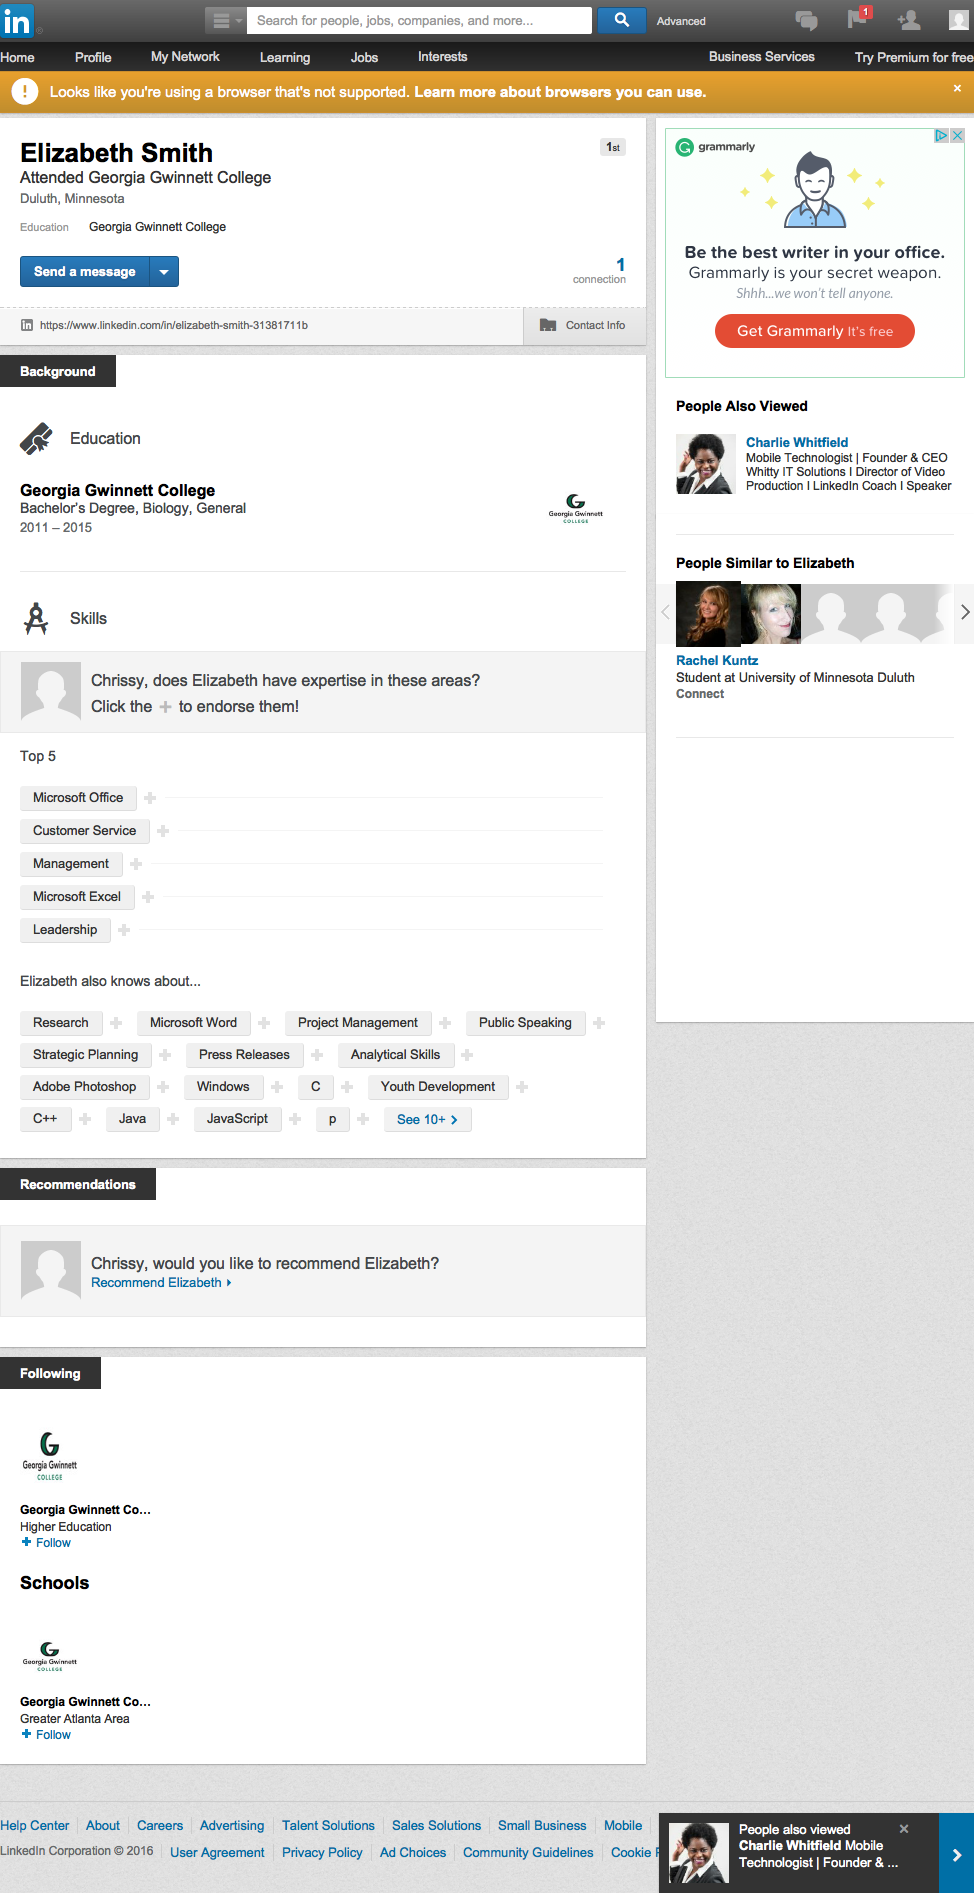 in
Search for people, jobs, companies, and more...
Advanced
1
Home
Profile
My Network
Learning
Jobs
Interests
Business Services
Try Premium for free
! Looks like you're using a browser that's not supported. Learn more about browsers you can use.
×
Elizabeth Smith
1st
Attended Georgia Gwinnett College
Duluth, Minnesota
Education Georgia Gwinnett College
Send a message
1
connection
https://www.linkedin.com/in/elizabeth-smith-31381711b
Contact Info
Background
Education
Georgia Gwinnett College
Bachelor's Degree, Biology, General
2011 – 2015
Georgia Gwinnett
COLLEGE
Skills
Chrissy, does Elizabeth have expertise in these areas?
Click the + to endorse them!
Top 5
Microsoft Office
Customer Service
Management
Microsoft Excel
Leadership
Elizabeth also knows about...
Research
Microsoft Word
Project Management
Public Speaking
Strategic Planning
Press Releases
Analytical Skills
Adobe Photoshop
Windows
C
Youth Development
C++
Java
JavaScript
p
See 10+
Recommendations
Chrissy, would you like to recommend Elizabeth?
Recommend Elizabeth
Following
Georgia Gwinnett
COLLEGE
Georgia Gwinnett Co...
Higher Education
+ Follow
Schools
Georgia Gwinnett
COLLEGE
Georgia Gwinnett Co...
Greater Atlanta Area
+ Follow
grammarly
Be the best writer in your office.
Grammarly is your secret weapon.
Shhh...we won't tell anyone.
Get Grammarly It's free
People Also Viewed
Charlie Whitfield
Mobile Technologist | Founder & CEO
Whitty IT Solutions I Director of Video
Production I LinkedIn Coach I Speaker
People Similar to Elizabeth
Rachel Kuntz
Student at University of Minnesota Duluth
Connect
Help Center
About
Careers
Advertising
Talent Solutions
Sales Solutions
Small Business
Mobile
LinkedIn Corporation © 2016
User Agreement
Privacy Policy
Ad Choices
Community Guidelines
Cookie
People also viewed
Charlie Whitfield Mobile
Technologist | Founder & ...